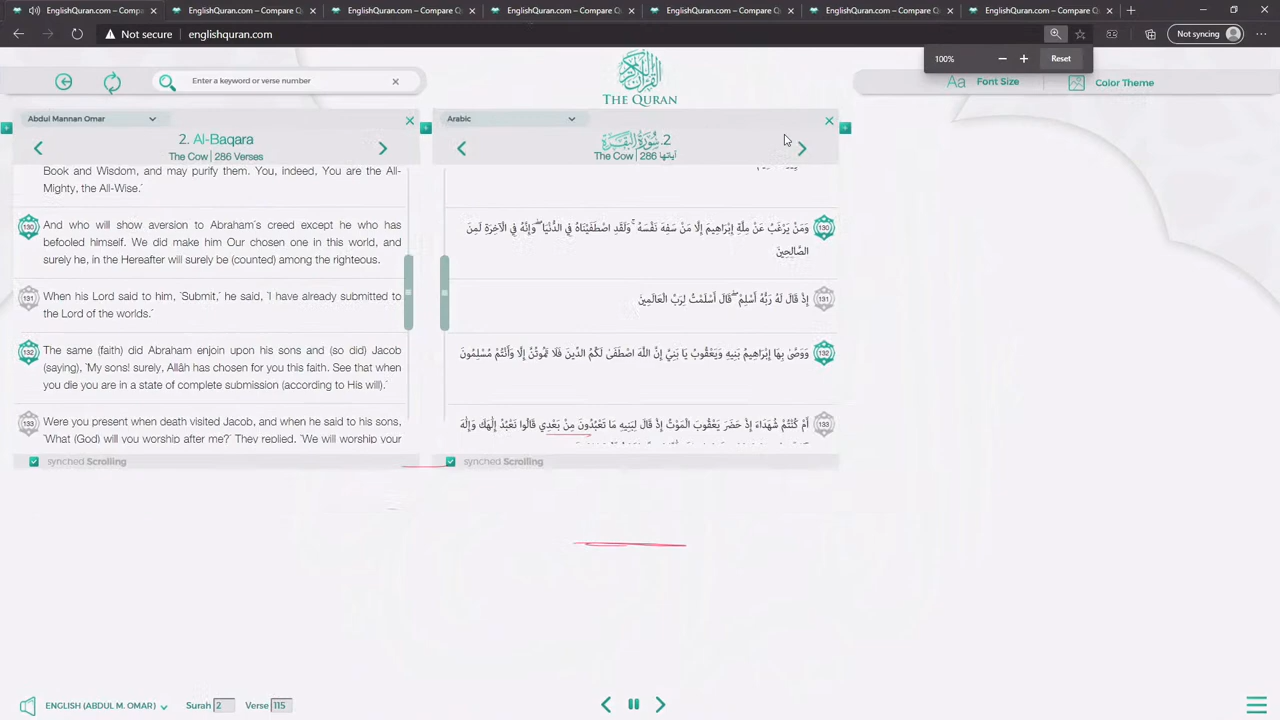 EnglishQuran.com - Compare Q
EnglishQuran.com - Compare Q
EnglishQuran.com - Compare Q
EnglishQuran.com - Compare Q
EnglishQuran.com - Compare Q
EnglishQuran.com - Compare Q
EnglishQuran.com - Compare Q
Not secure
englishquran.com
Not syncing
100%
Reset
Enter a keyword or verse number
THE QURAN
Font Size
Color Theme
Abdul Mannan Omar
2. Al-Baqara
The Cow | 286 Verses
Book and Wisdom, and may purify them. You, indeed, You are the All-
Mighty, the All-Wise.´
130
And who will show aversion to Abraham´s creed except he who has
befooled himself. We did make him Our chosen one in this world, and
surely he, in the Hereafter will surely be (counted) among the righteous.
131
When his Lord said to him, `Submit,´ he said, `I have already submitted to
the Lord of the worlds.´
132
The same (faith) did Abraham enjoin upon his sons and (so did) Jacob
(saying), `My sons! surely, Allâh has chosen for you this faith. See that when
you die you are in a state of complete submission (according to His will).´
133
Were you present when death visited Jacob, and when he said to his sons,
`What (God) will you worship after me?´ They replied. `We will worship your
synched Scrolling
Arabic
2. سُورَةُ الْبَقَرَةِ
The Cow | 286 آياتها
130
وَمَنْ يَرْغَبُ عَنْ مِلَّةِ إِبْرَاهِيمَ إِلَّا مَنْ سَفِهَ نَفْسَهُ ۚ وَلَقَدِ اصْطَفَيْنَاهُ فِي الدُّنْيَا ۖ وَإِنَّهُ فِي الْآخِرَةِ لَمِنَ
الصَّالِحِينَ
131
إِذْ قَالَ لَهُ رَبُّهُ أَسْلِمْ ۖ قَالَ أَسْلَمْتُ لِرَبِّ الْعَالَمِينَ
132
وَوَصَّىٰ بِهَا إِبْرَاهِيمُ بَنِيهِ وَيَعْقُوبُ يَا بَنِيَّ إِنَّ اللَّهَ اصْطَفَىٰ لَكُمُ الدِّينَ فَلَا تَمُوتُنَّ إِلَّا وَأَنْتُمْ مُسْلِمُونَ
133
أَمْ كُنْتُمْ شُهَدَاءَ إِذْ حَضَرَ يَعْقُوبَ الْمَوْتُ إِذْ قَالَ لِبَنِيهِ مَا تَعْبُدُونَ مِنْ بَعْدِي قَالُوا نَعْبُدُ إِلَٰهَكَ وَإِلَٰهَ
synched Scrolling
ENGLISH (ABDUL M. OMAR)
Surah 2
Verse 115